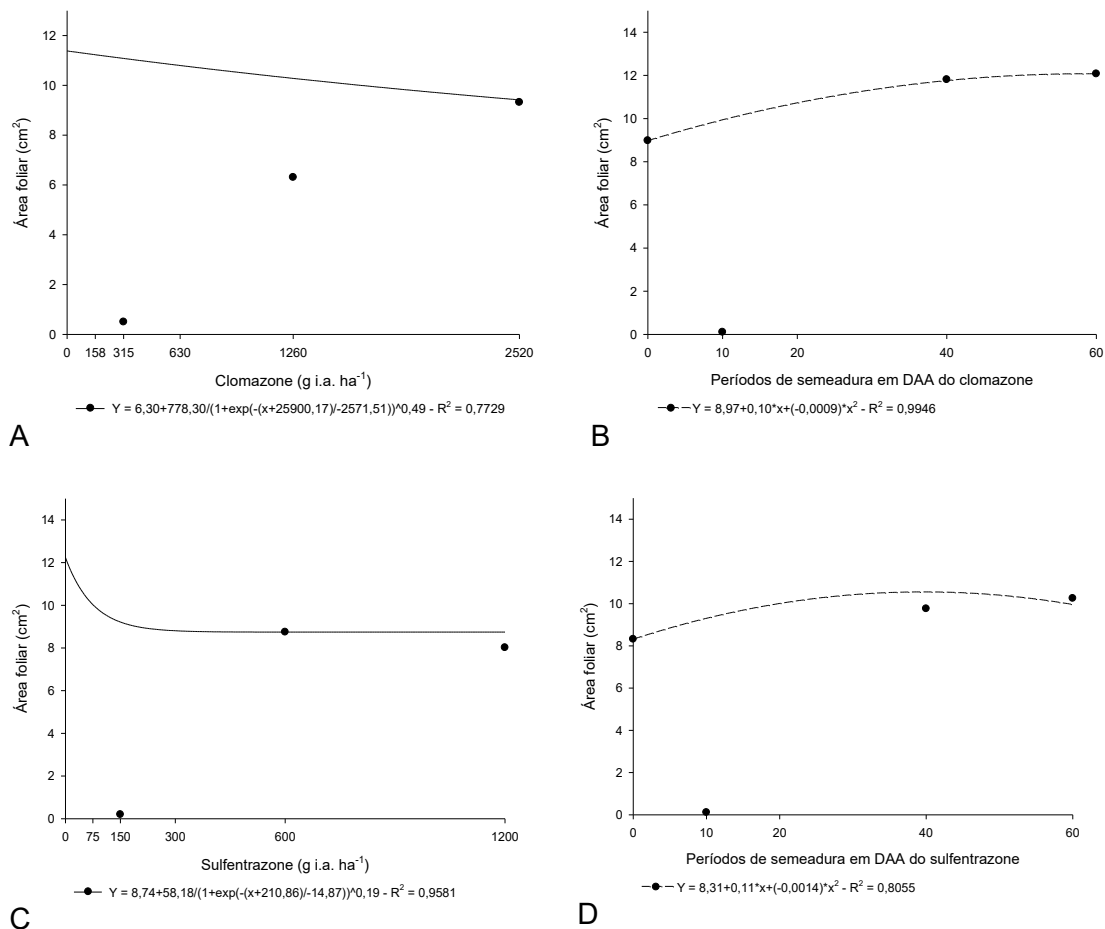 12
10
8
6
4
2
0
Área foliar (cm²)
0 158 315 630 1260 2520
Clomazone (g i.a. ha⁻¹)
Y = 6,30+778,30/(1+exp(-(x+25900,17)/-2571,51))^0,49 - R² = 0,7729
A
14
12
10
8
6
4
2
0
Área foliar (cm²)
0 10 20 40 60
Períodos de semeadura em DAA do clomazone
Y = 8,97+0,10*x+(-0,0009)*x² - R² = 0,9946
B
14
12
10
8
6
4
2
0
Área foliar (cm²)
0 75 150 300 600 1200
Sulfentrazone (g i.a. ha⁻¹)
Y = 8,74+58,18/(1+exp(-(x+210,86)/-14,87))^0,19 - R² = 0,9581
C
14
12
10
8
6
4
2
0
Área foliar (cm²)
0 10 20 40 60
Períodos de semeadura em DAA do sulfentrazone
Y = 8,31+0,11*x+(-0,0014)*x² - R² = 0,8055
D